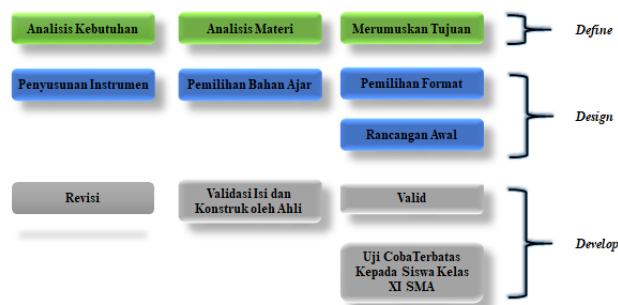 Analisis Kebutuhan
Analisis Materi
Merumuskan Tujuan
Define
Penyusunan Instrumen
Pemilihan Bahan Ajar
Pemilihan Format
Rancangan Awal
Design
Revisi
Validasi Isi dan
Konstruk oleh Ahli
Valid
Uji CobaTerbatas
Kepada Siswa Kelas
XI SMA
Develop